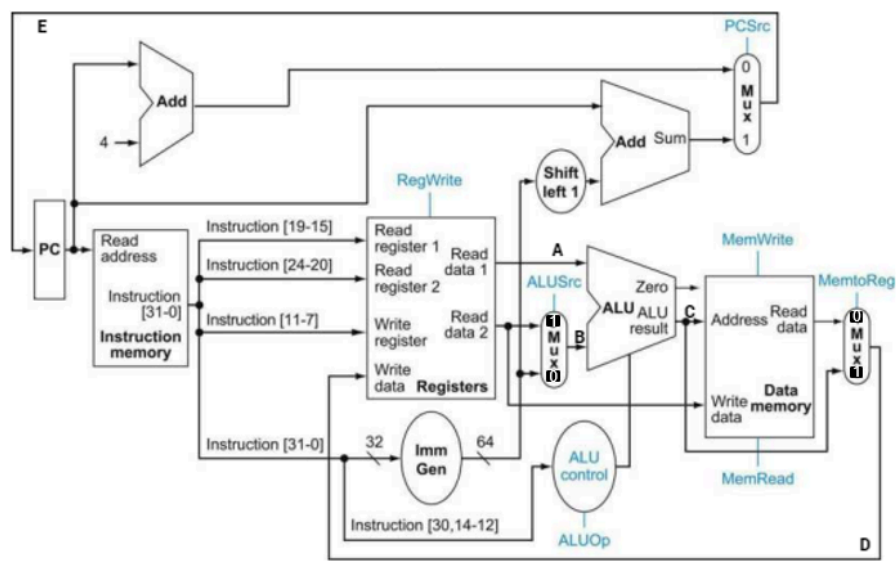 E
PCSrc
0
Mux
1
Add
4
Add
Sum
Shift
left 1
RegWrite
PC
Read
address
Instruction
[31-0]
Instruction
memory
Instruction [19-15]
Instruction [24-20]
Instruction [11-7]
Read
register 1
Read
register 2
Write
register
Write
data
Registers
Read
data 1
Read
data 2
A
ALUSrc
1
Mux
0
B
Zero
ALU
ALU
result
C
MemWrite
Address
Read
data
Write
data
Data
memory
MemRead
MemtoReg
0
Mux
1
Instruction [31-0]
32
Imm
Gen
64
ALU
control
ALUOp
Instruction [30,14-12]
D